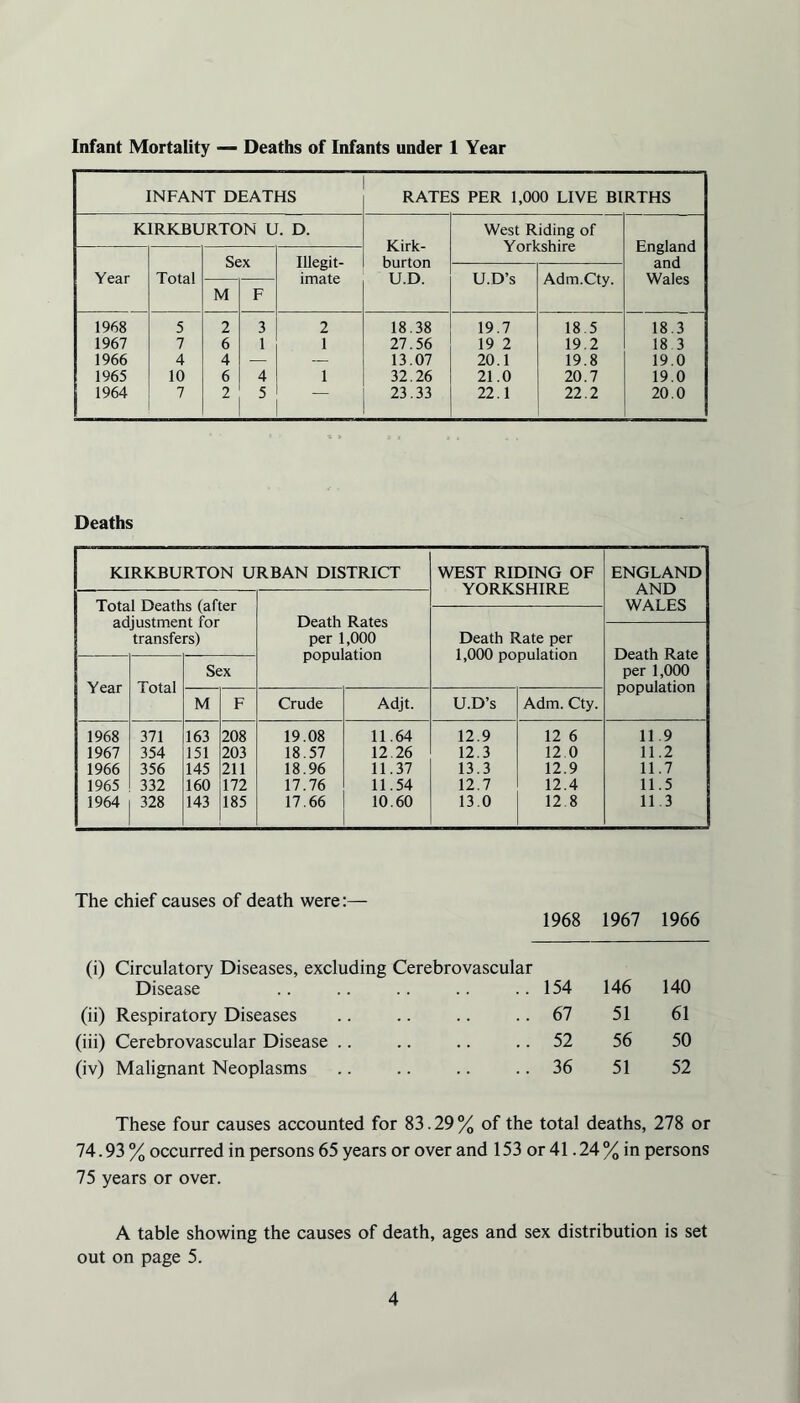 Infant Mortality — Deaths of Infants under 1 Year
INFANT DEATHS RATES PER 1,000 LIVE BIRTHS
KIRKBURTON U. D. Kirk-burton U.D. West Riding of Yorkshire England and Wales
Year Total Sex Illegit-imate U.D's Adm.Cty.
M F
1968 5 2 3 2 18.38 19.7 18.5 18.3
1967 7 6 1 1 27.56 19 2 19.2 18 3
1966 4 4 — — 13.07 20.1 19.8 19.0
1965 10 6 4 1 32.26 21.0 20.7 19.0
1964 7 2 5 — 23.33 22.1 22.2 20.0
Deaths
KIRKBURTON URBAN DISTRICT WEST RIDING OF YORKSHIRE ENGLAND AND WALES
Total Deaths (after adjustment for transfers) Death Rates per 1,000 population Death Rate per 1,000 population Death Rate per 1,000 population
Year Total Sex
M F Crude Adjt. U.D's Adm. Cty.
1968 371 163 208 19.08 11.64 12.9 12 6 11.9
1967 354 151 203 18.57 12.26 12.3 12.0 11.2
1966 356 145 211 18.96 11.37 13.3 12.9 11.7
1965 332 160 172 17.76 11.54 12.7 12.4 11.5
1964 328 143 185 17.66 10.60 13.0 12.8 11.3
The chief causes of death were:—
1968 1967 1966
(i) Circulatory Diseases, excluding Cerebrovascular
Disease .. .. .. .. .. 154 146 140
(ii) Respiratory Diseases .. .. .. .. 67 51 61
(iii) Cerebrovascular Disease .. .. .. .. 52 56 50
(iv) Malignant Neoplasms .. .. .. .. 36 51 52
These four causes accounted for 83.29% of the total deaths, 278 or
74.93% occurred in persons 65 years or over and 153 or 41.24% in persons
75 years or over.
A table showing the causes of death, ages and sex distribution is set
out on page 5.
4